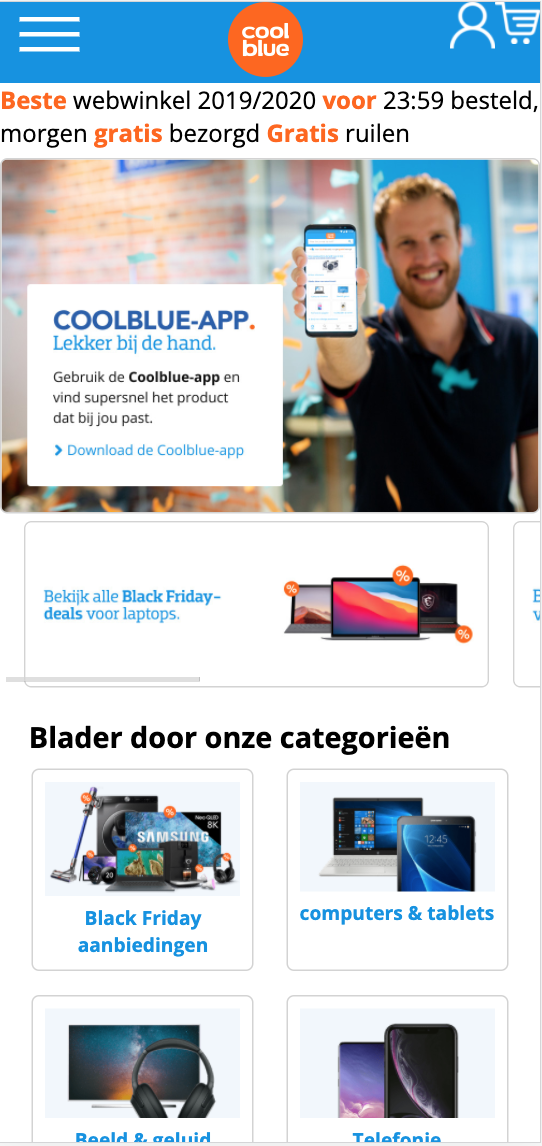 cool
blue
Beste webwinkel 2019/2020 voor 23:59 besteld,
morgen gratis bezorgd Gratis ruilen
COOLBLUE-APP.
Lekker bij de hand.
Gebruik de Coolblue-app en
vind supersnel het product
dat bij jou past.
Download de Coolblue-app
Bekijk alle Black Friday-
deals voor laptops.
% % %
Blader door onze categorieën
% %
Neo QLED
8K
SAMSUNG
20
Black Friday
aanbiedingen
12:45
computers & tablets
Beeld & geluid
Telefonie